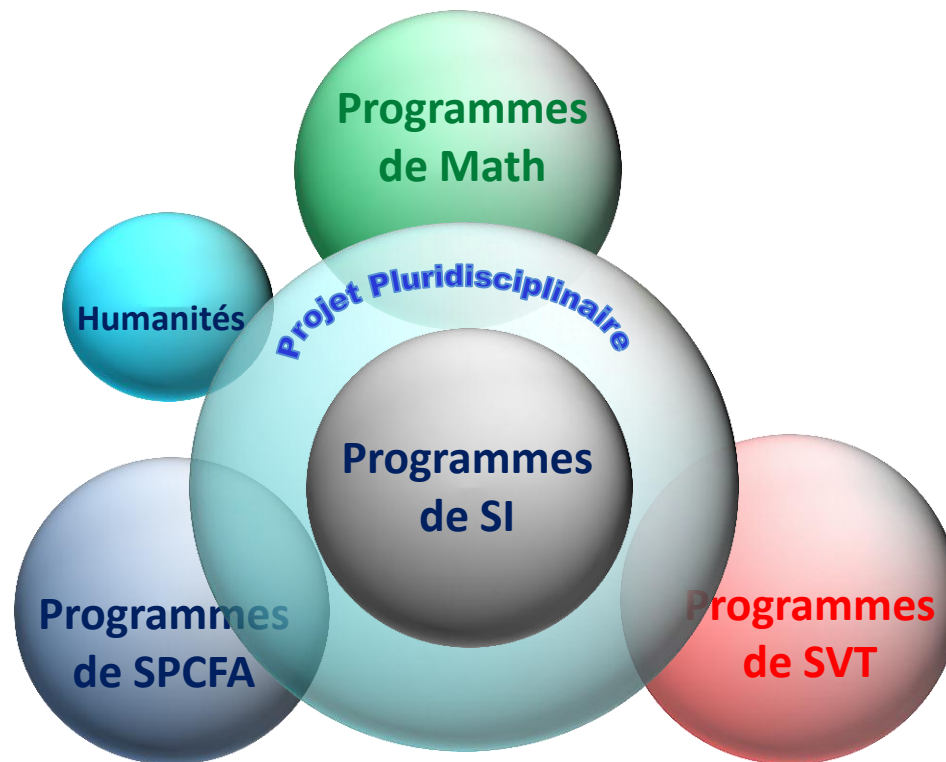 Programmes
de Math
Projet Pluridisciplinaire
Humanités
Programmes
de SI
Programmes
de SPCFA
Programmes
de SVT